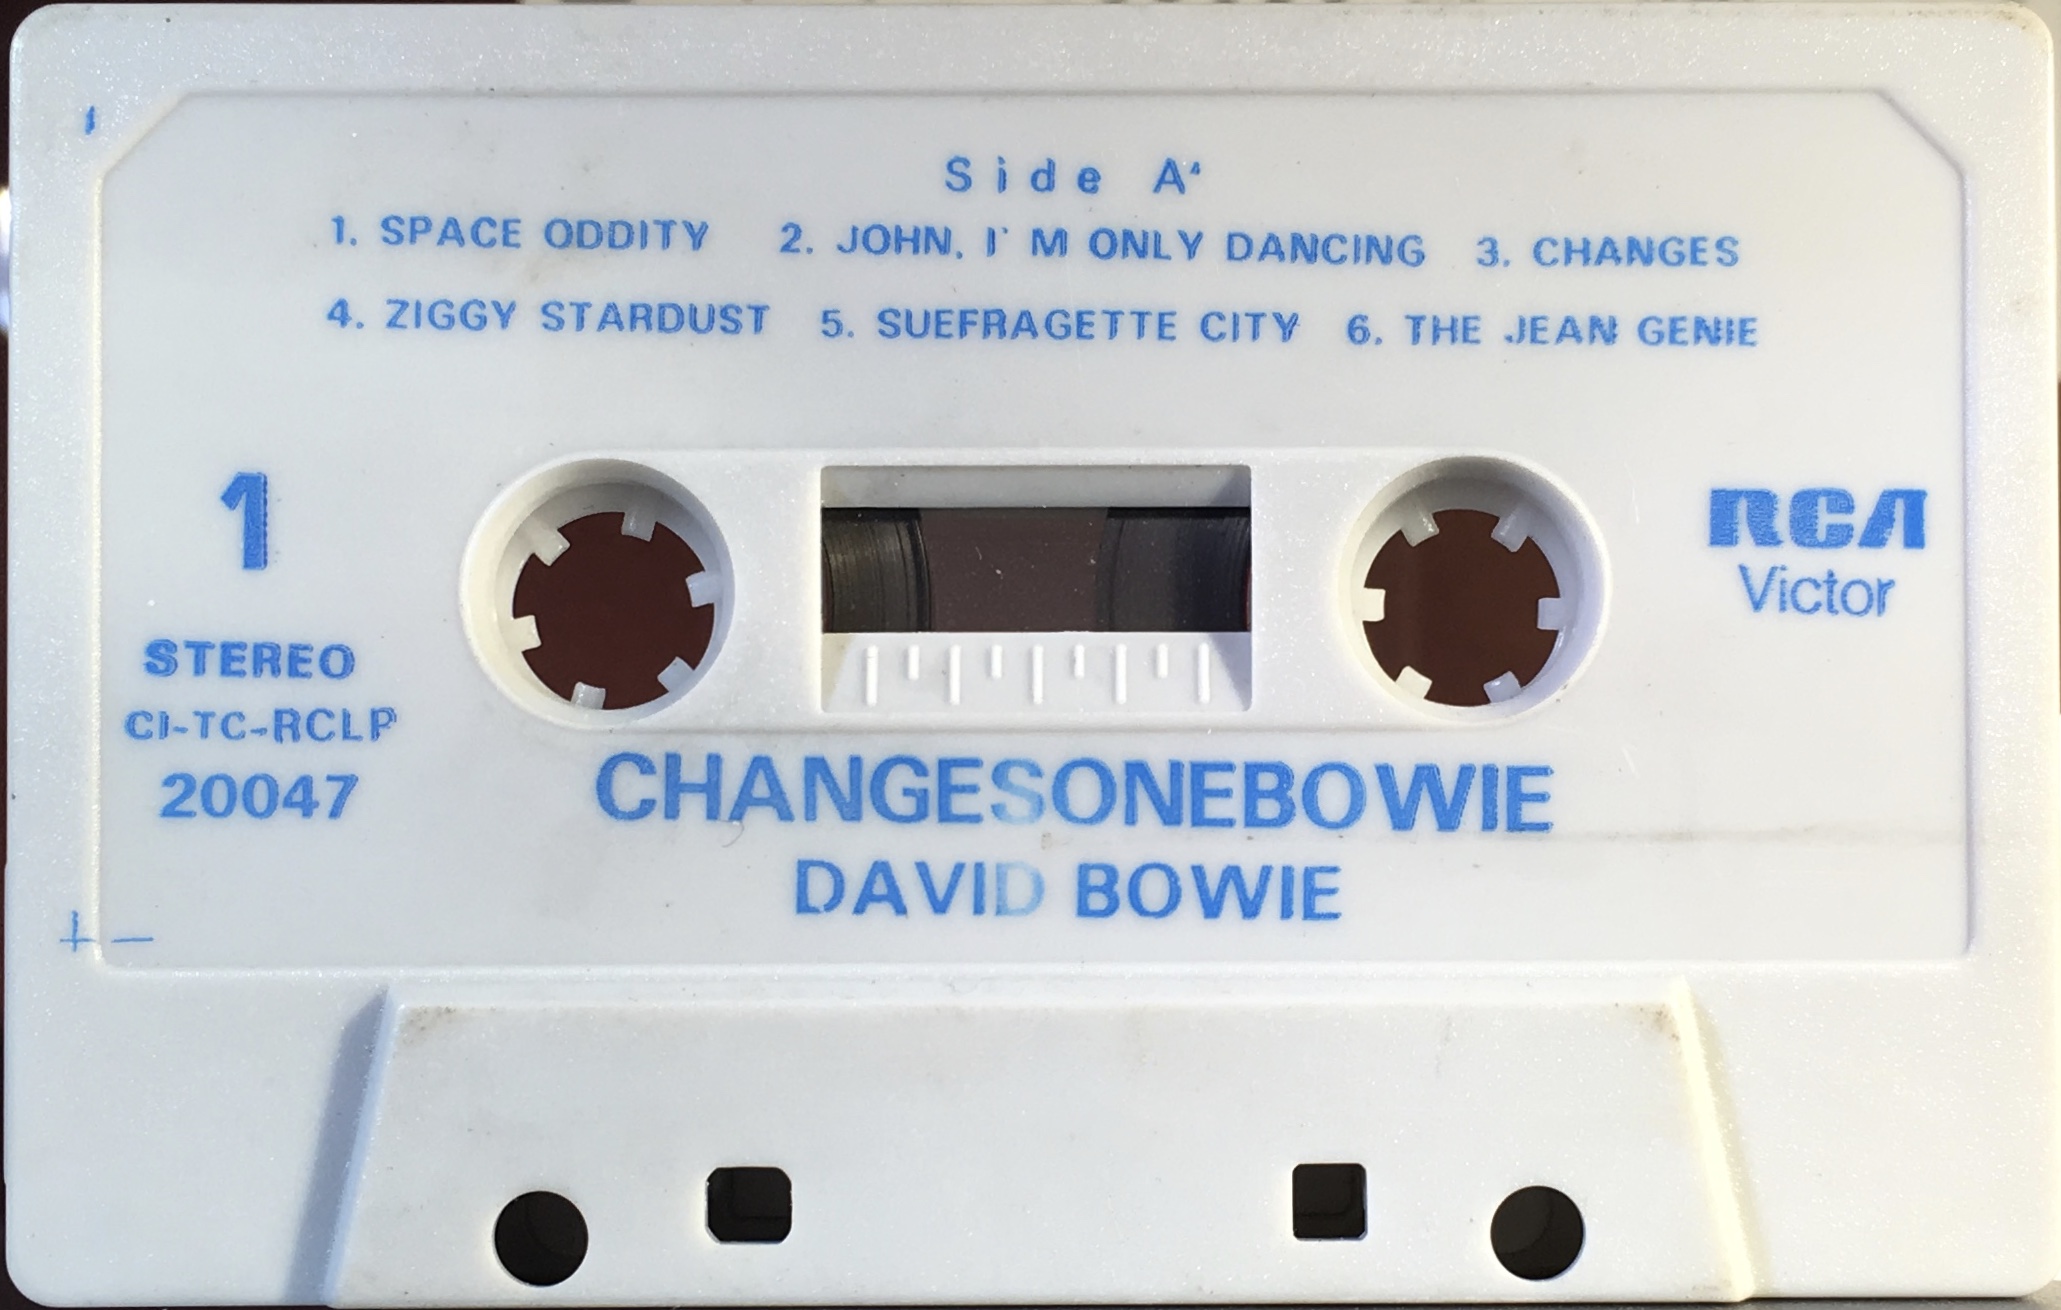 Side A
1. SPACE ODDITY 2. JOHN, I' M ONLY DANCING 3. CHANGES
4. ZIGGY STARDUST 5. SUEFRAGETTE CITY 6. THE JEAN GENIE
1
RCA
Victor
STEREO
CI-TC-RCLP
20047
CHANGESONEBOWIE
DAVID BOWIE